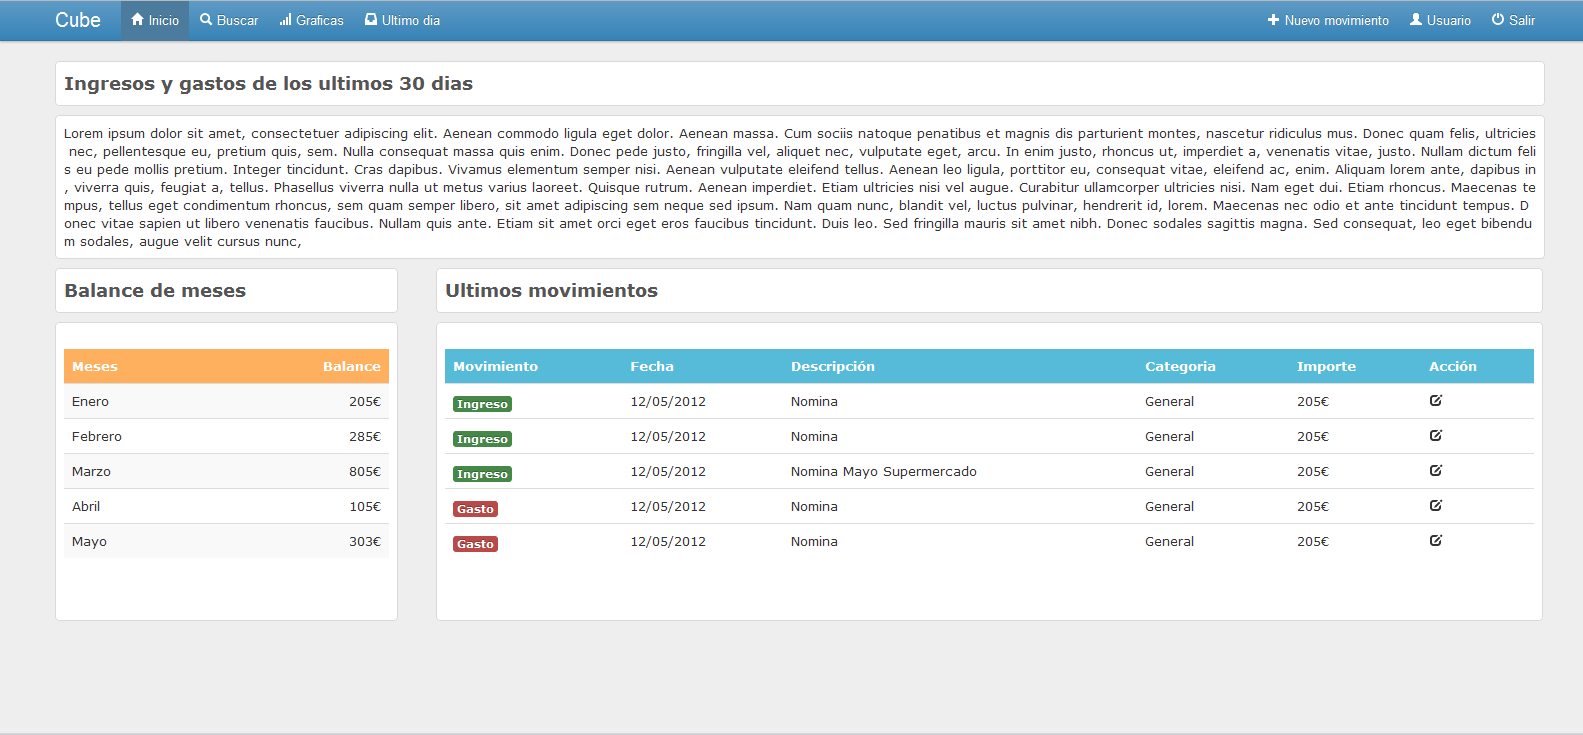 Cube Inicio Buscar Graficas Ultimo dia Nuevo movimiento Usuario Salir
Ingresos y gastos de los ultimos 30 dias
Lorem ipsum dolor sit amet, consectetuer adipiscing elit. Aenean commodo ligula eget dolor. Aenean massa. Cum sociis natoque penatibus et magnis dis parturient montes, nascetur ridiculus mus. Donec quam felis, ultricies
nec, pellentesque eu, pretium quis, sem. Nulla consequat massa quis enim. Donec pede justo, fringilla vel, aliquet nec, vulputate eget, arcu. In enim justo, rhoncus ut, imperdiet a, venenatis vitae, justo. Nullam dictum feli
s eu pede mollis pretium. Integer tincidunt. Cras dapibus. Vivamus elementum semper nisi. Aenean vulputate eleifend tellus. Aenean leo ligula, porttitor eu, consequat vitae, eleifend ac, enim. Aliquam lorem ante, dapibus in
, viverra quis, feugiat a, tellus. Phasellus viverra nulla ut metus varius laoreet. Quisque rutrum. Aenean imperdiet. Etiam ultricies nisi vel augue. Curabitur ullamcorper ultricies nisi. Nam eget dui. Etiam rhoncus. Maecenas te
mpus, tellus eget condimentum rhoncus, sem quam semper libero, sit amet adipiscing sem neque sed ipsum. Nam quam nunc, blandit vel, luctus pulvinar, hendrerit id, lorem. Maecenas nec odio et ante tincidunt tempus. D
onec vitae sapien ut libero venenatis faucibus. Nullam quis ante. Etiam sit amet orci eget eros faucibus tincidunt. Duis leo. Sed fringilla mauris sit amet nibh. Donec sodales sagittis magna. Sed consequat, leo eget bibendu
m sodales, augue velit cursus nunc,
Balance de meses
Meses Balance
Enero 205€
Febrero 285€
Marzo 805€
Abril 105€
Mayo 303€
Ultimos movimientos
Movimiento Fecha Descripción Categoria Importe Acción
Ingreso 12/05/2012 Nomina General 205€
Ingreso 12/05/2012 Nomina General 205€
Ingreso 12/05/2012 Nomina Mayo Supermercado General 205€
Gasto 12/05/2012 Nomina General 205€
Gasto 12/05/2012 Nomina General 205€